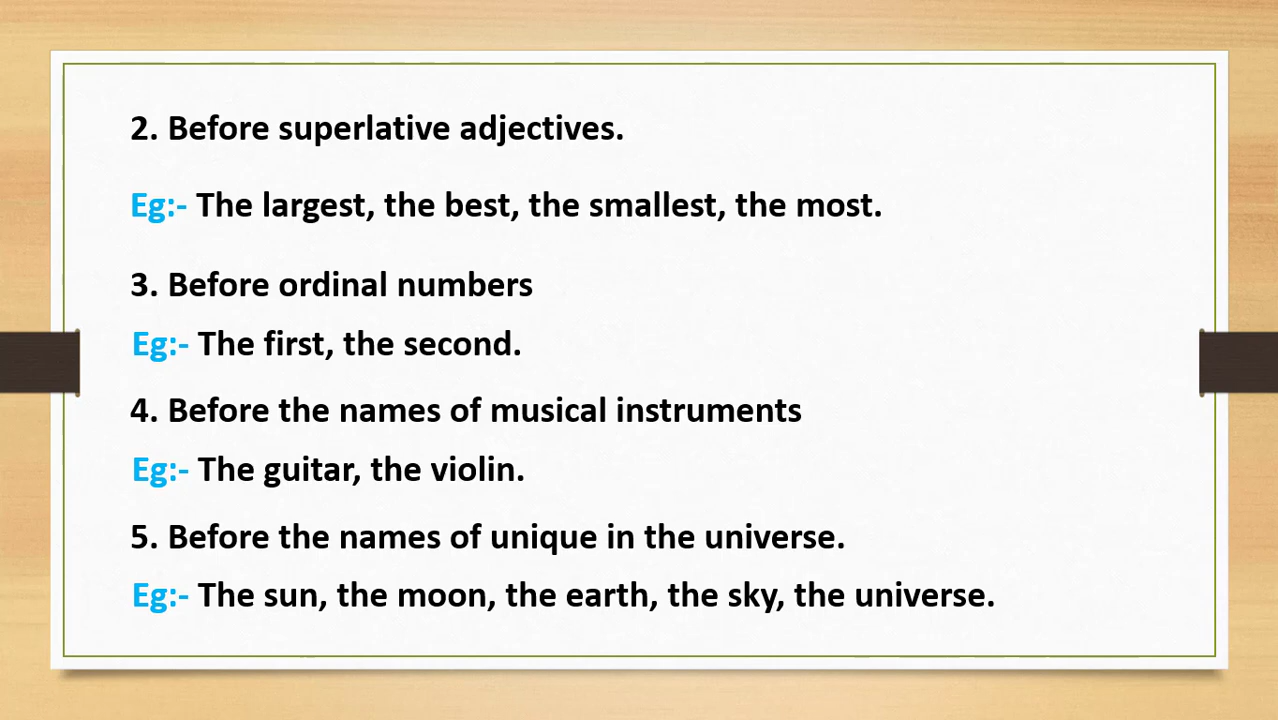 2. Before superlative adjectives.
Eg:- The largest, the best, the smallest, the most.
3. Before ordinal numbers
Eg:- The first, the second.
4. Before the names of musical instruments
Eg:- The guitar, the violin.
5. Before the names of unique in the universe.
Eg:- The sun, the moon, the earth, the sky, the universe.